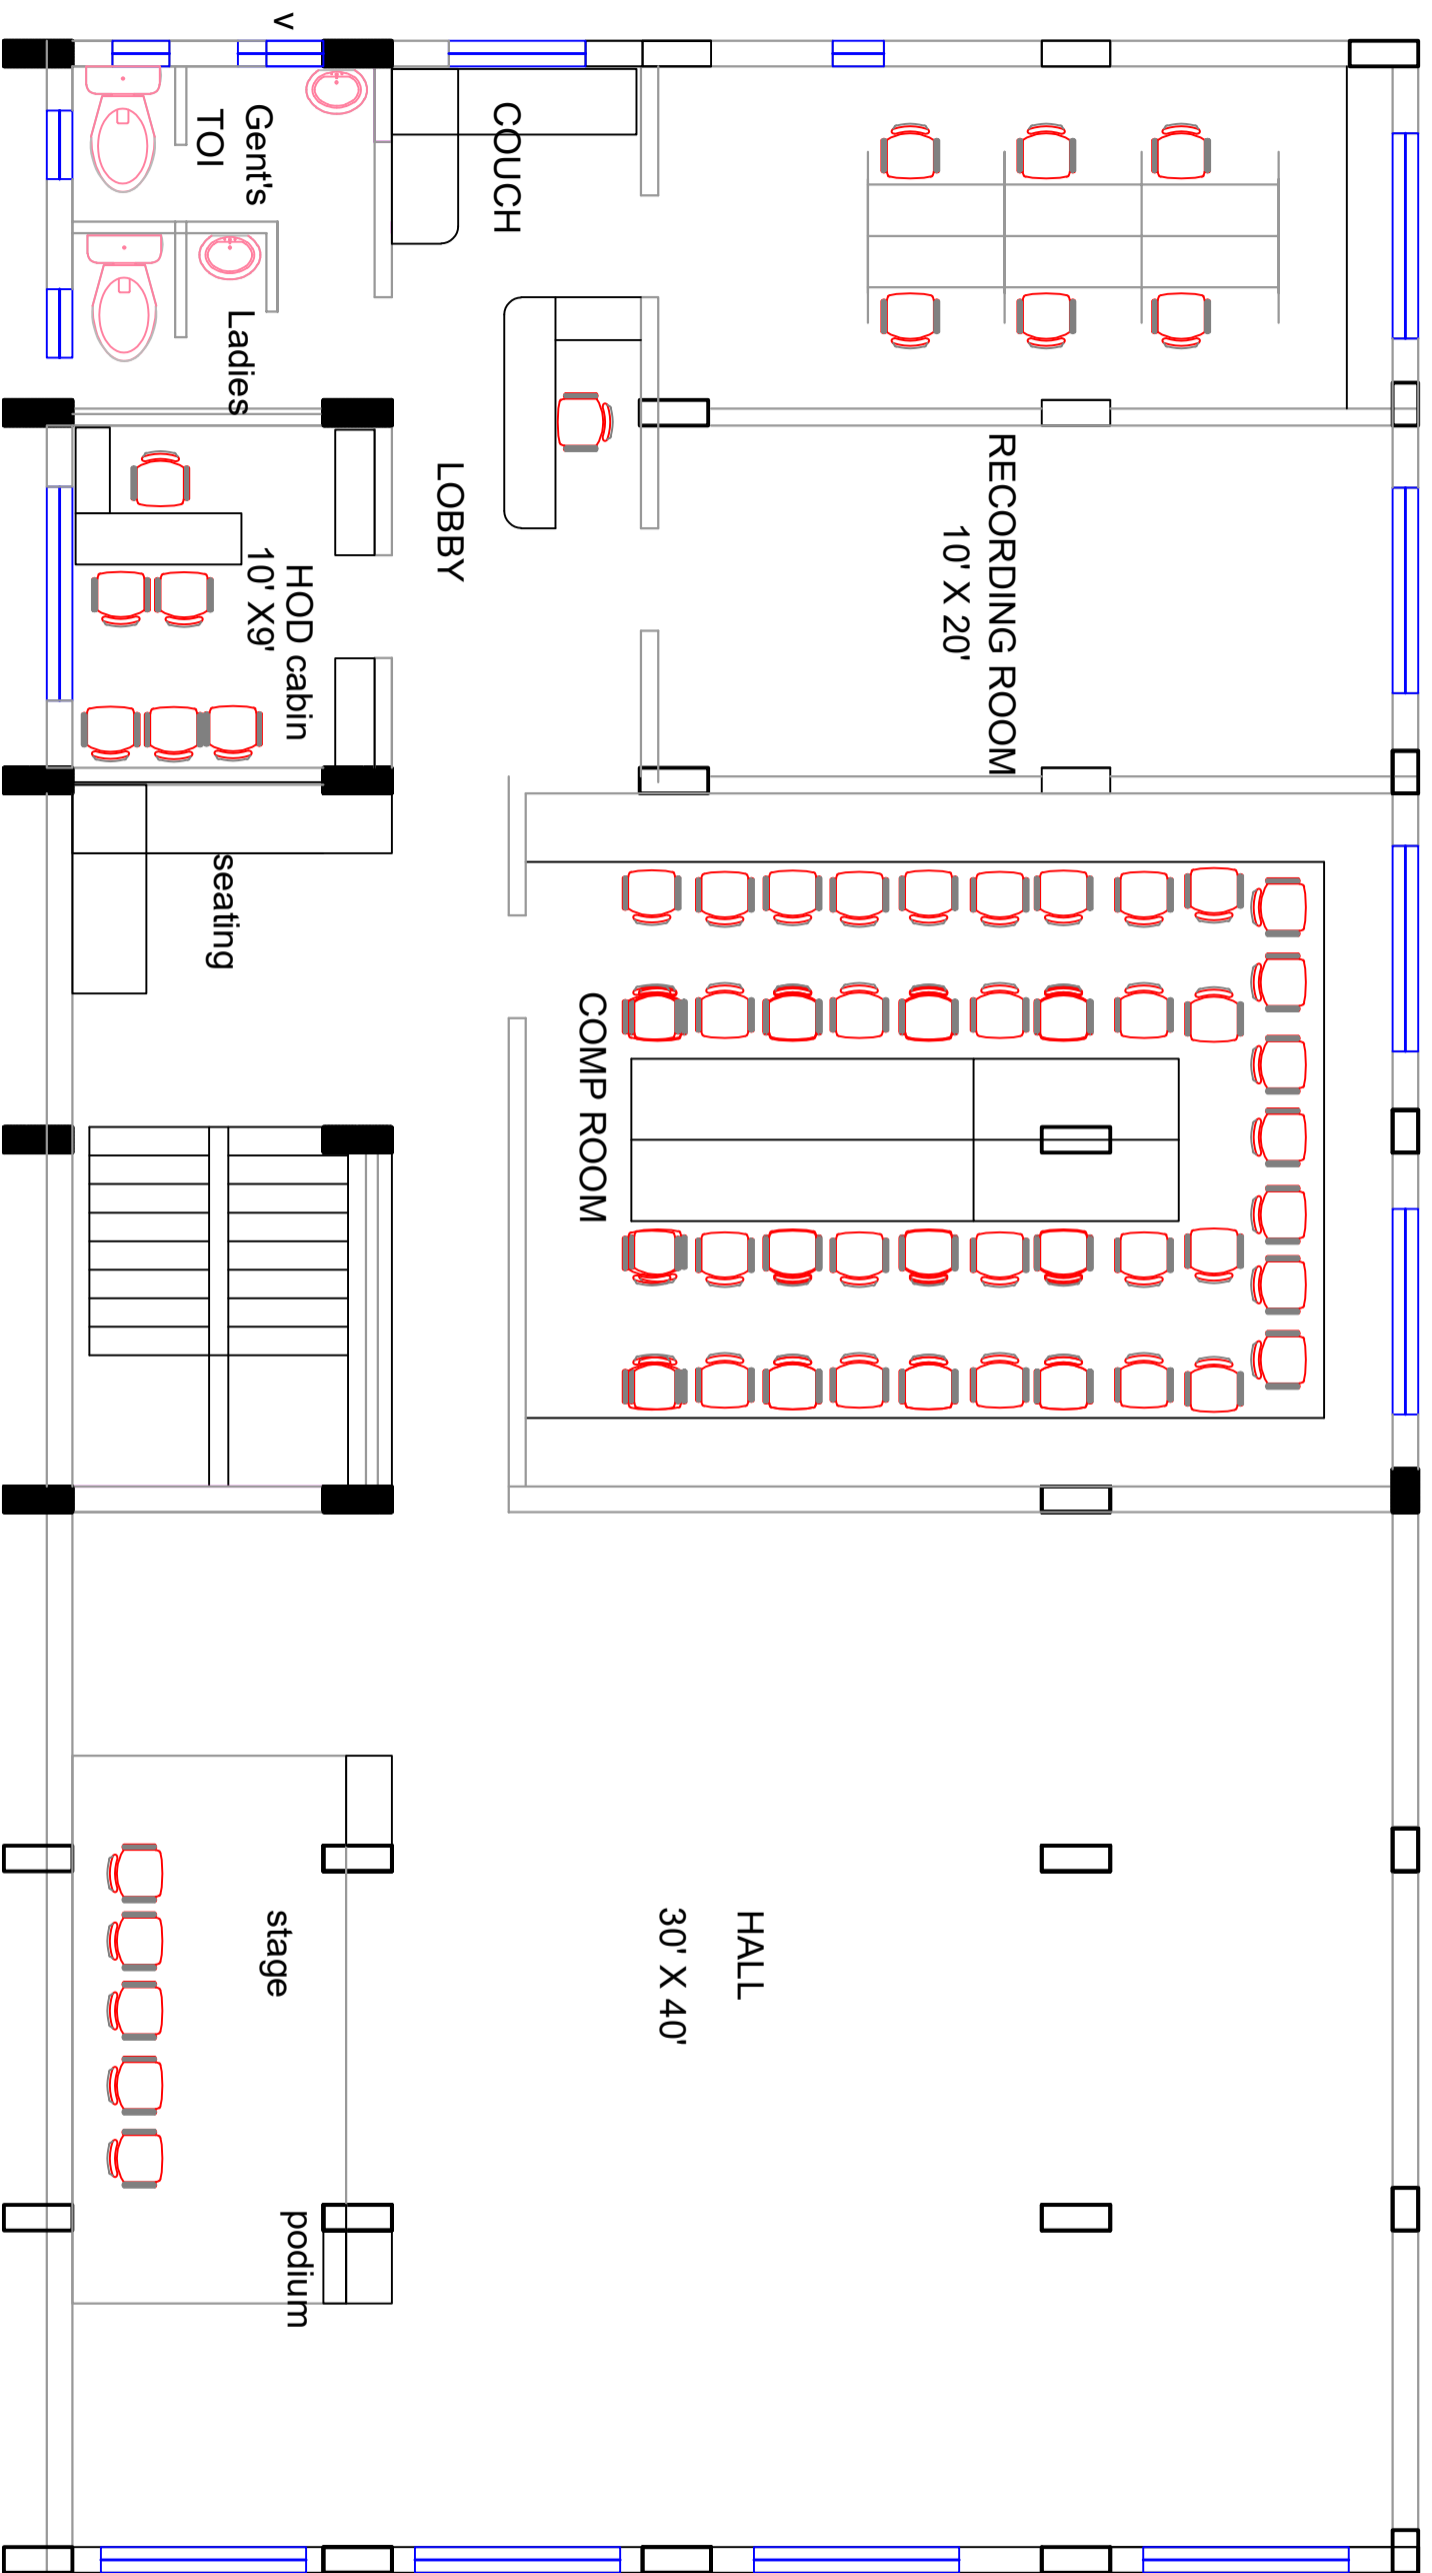 v
Gent's
TOI
COUCH
Ladies
LOBBY
RECORDING ROOM
10' X 20'
HOD cabin
10' X9'
seating
COMP ROOM
HALL
30' X 40'
stage
podium